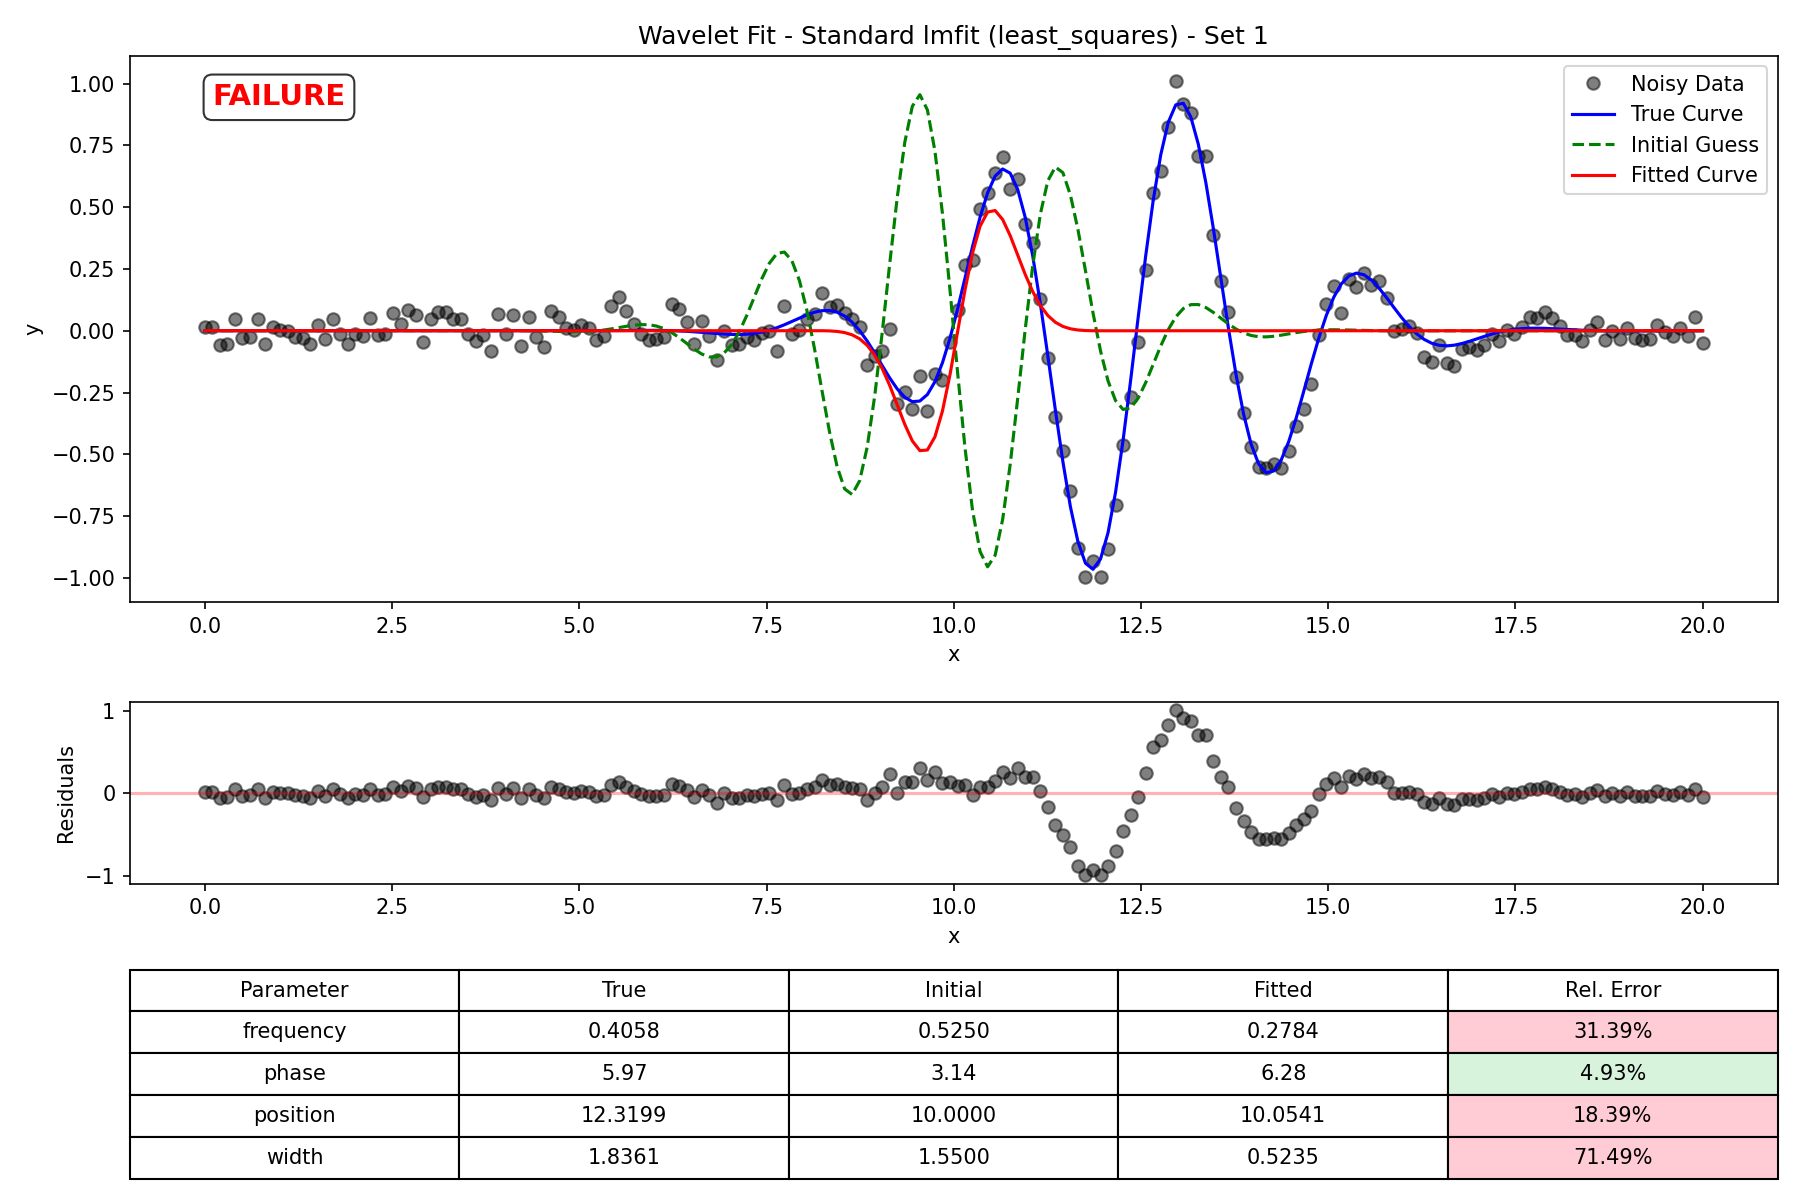 Wavelet Fit - Standard lmfit (least_squares) - Set 1
FAILURE
Noisy Data
True Curve
Initial Guess
Fitted Curve
y
1.00
0.75
0.50
0.25
0.00
−0.25
−0.50
−0.75
−1.00
0.0 2.5 5.0 7.5 10.0 12.5 15.0 17.5 20.0
x
Residuals
1
0
−1
0.0 2.5 5.0 7.5 10.0 12.5 15.0 17.5 20.0
x
Parameter True Initial Fitted Rel. Error
frequency 0.4058 0.5250 0.2784 31.39%
phase 5.97 3.14 6.28 4.93%
position 12.3199 10.0000 10.0541 18.39%
width 1.8361 1.5500 0.5235 71.49%